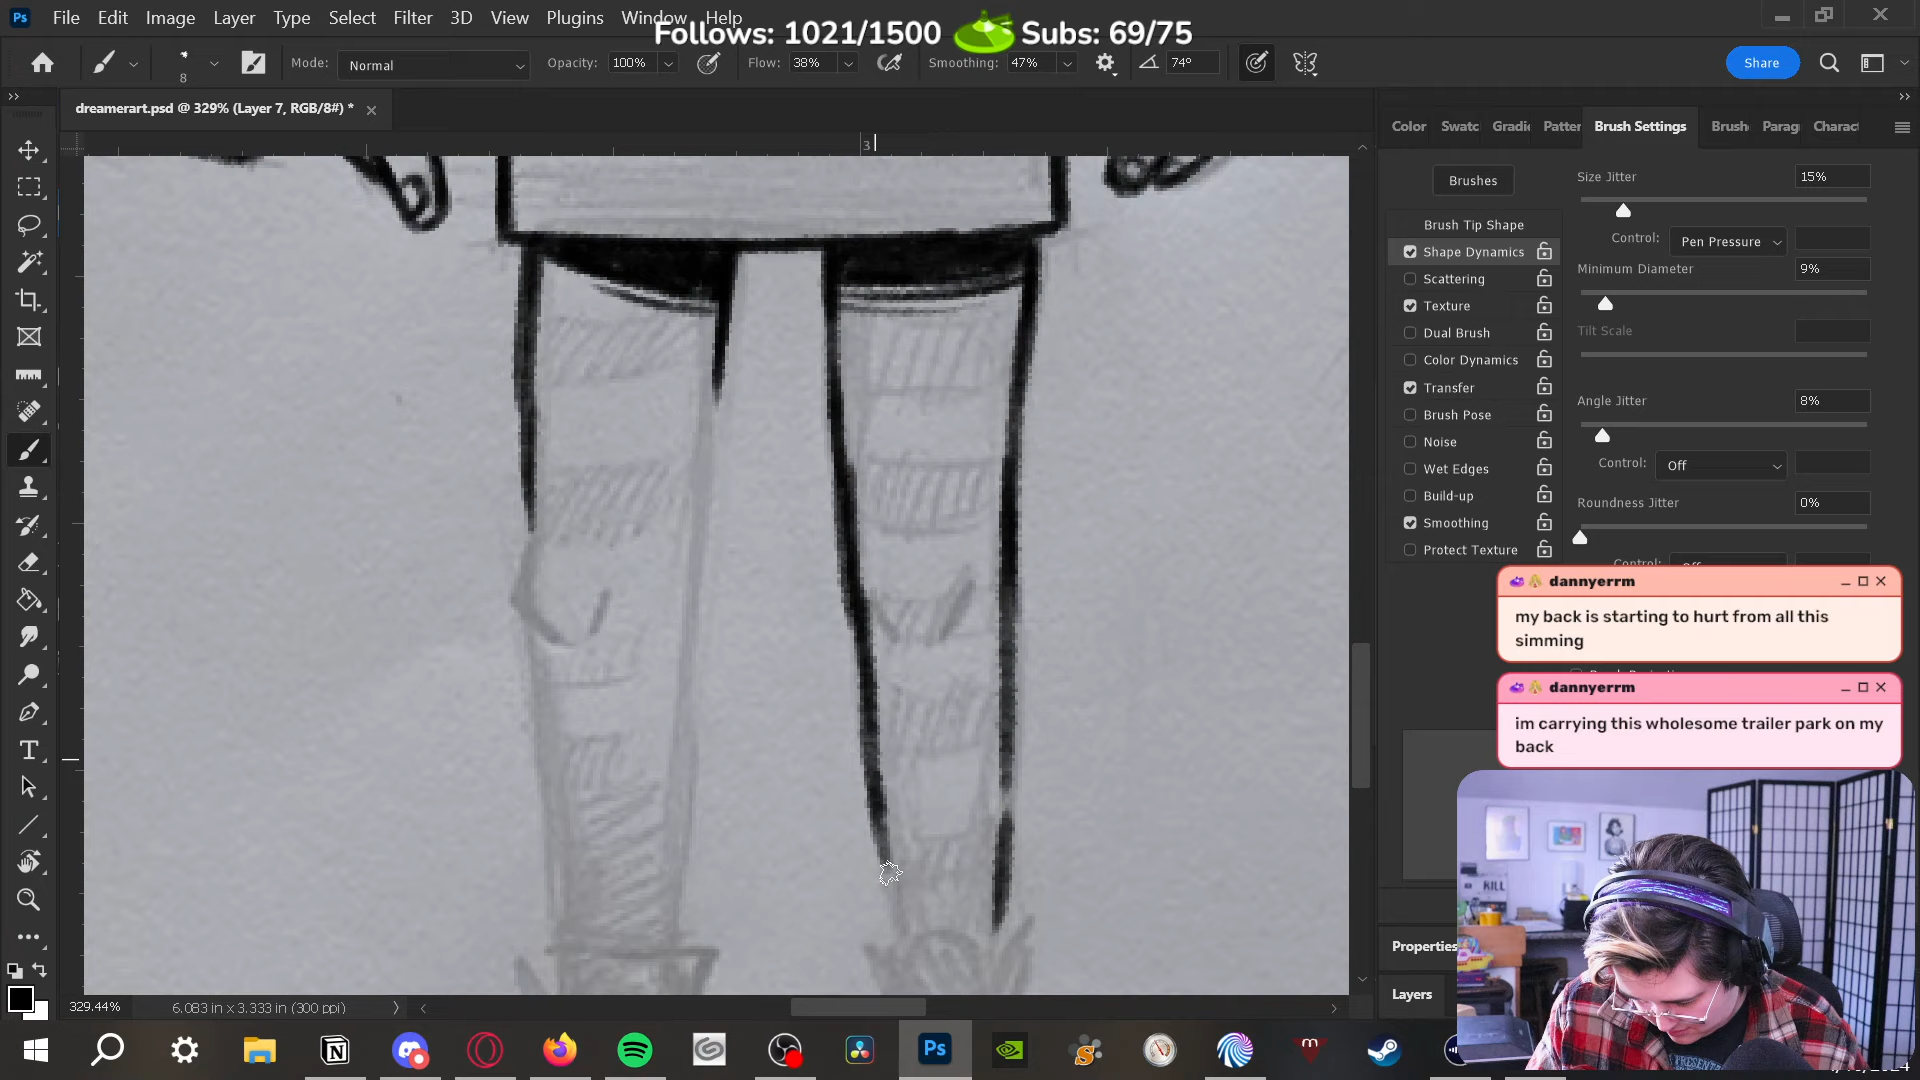 File Edit Image Layer Type Select Filter 3D View Plugins Window Help
Follows: 1021/1500 Subs: 69/75
8 Mode: Normal Opacity: 100% Flow: 38% Smoothing: 47% 74° Share
dreamerart.psd @ 329% (Layer 7, RGB/8#) *
3
Color Swatc Gradi Patter Brush Settings Brush Parag Charac
Brushes
Brush Tip Shape
Shape Dynamics
Scattering
Texture
Dual Brush
Color Dynamics
Transfer
Brush Pose
Noise
Wet Edges
Build-up
Smoothing
Protect Texture
Size Jitter 15%
Control: Pen Pressure
Minimum Diameter 9%
Tilt Scale
Angle Jitter 8%
Control: Off
Roundness Jitter 0%
Control: Off
dannyerrm
my back is starting to hurt from all this
simming
dannyerrm
im carrying this wholesome trailer park on my
back
KILL
Properties
Layers
329.44% 6.083 in x 3.333 in (300 ppi)
Ps